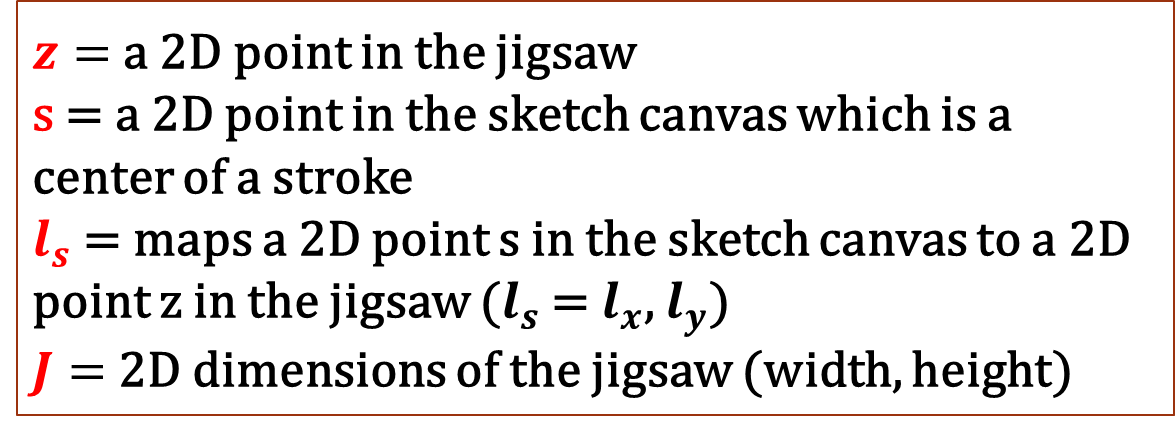 z = a 2D point in the jigsaw
s = a 2D point in the sketch canvas which is a
center of a stroke
l_s = maps a 2D point s in the sketch canvas to a 2D
point z in the jigsaw (l_s = l_x, l_y)
J = 2D dimensions of the jigsaw (width, height)